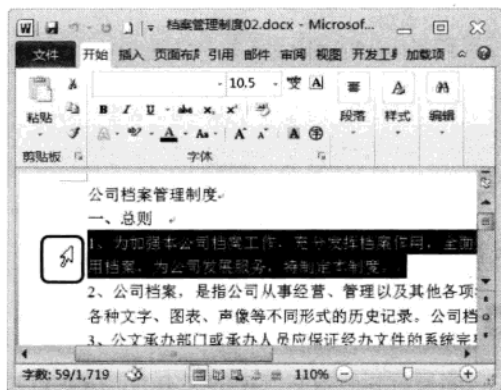 档案管理制度02.docx - Microsof...
文件 开始 插入 页面布局 引用 邮件 审阅 视图 开发工具 加载项
10.5 变 A
粘贴 B I U abc x₂ x² 段落 样式 编辑
A Aa A A A 字
剪贴板 字体
公司档案管理制度
一、总则
1、为加强本公司档案工作，充分发挥档案作用，全面
用档案，为公司发展服务，特制定本制度。
2、公司档案，是指公司从事经营、管理以及其他各项
各种文字、图表、声像等不同形式的历史记录。公司档
3、公文承办部门或承办人员应保证经办文件的系统完
字数: 59/1,719 110%